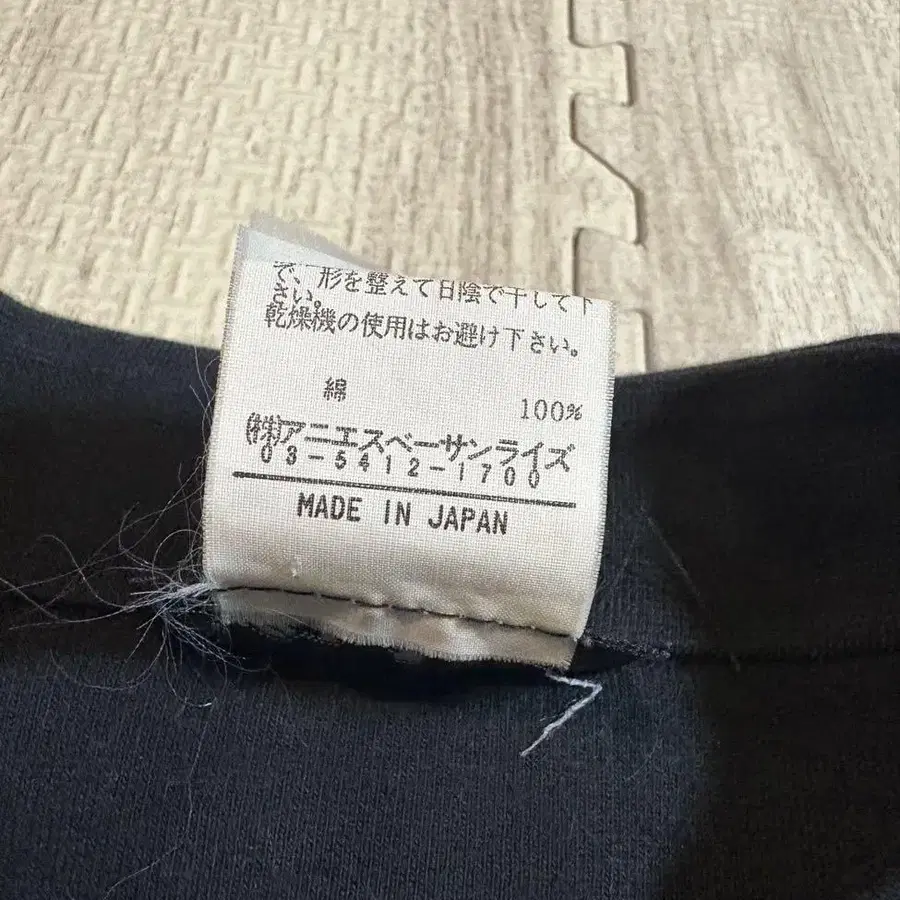 で、形を整えて日陰で干して下
さい。
乾燥機の使用はお避け下さい。
綿 100%
(株)アニエスベーサンライズ
03-5412-1700
MADE IN JAPAN